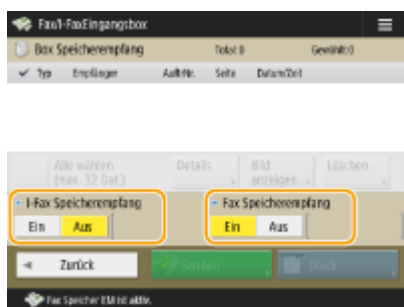 Fax/I-FaxEingangsbox
Box Speicherempfang Total: 0 Gewählt: 0
Typ Empfänger Auftr.Nr. Seite Datum/Zeit
Alle wählen Details Bild Löschen
(max. 32 Dat.) anzeigen
I-Fax Speicherempfang Fax Speicherempfang
Ein Aus Ein Aus
Zurück Senden Druck
Fax Speicher EM ist aktiv.